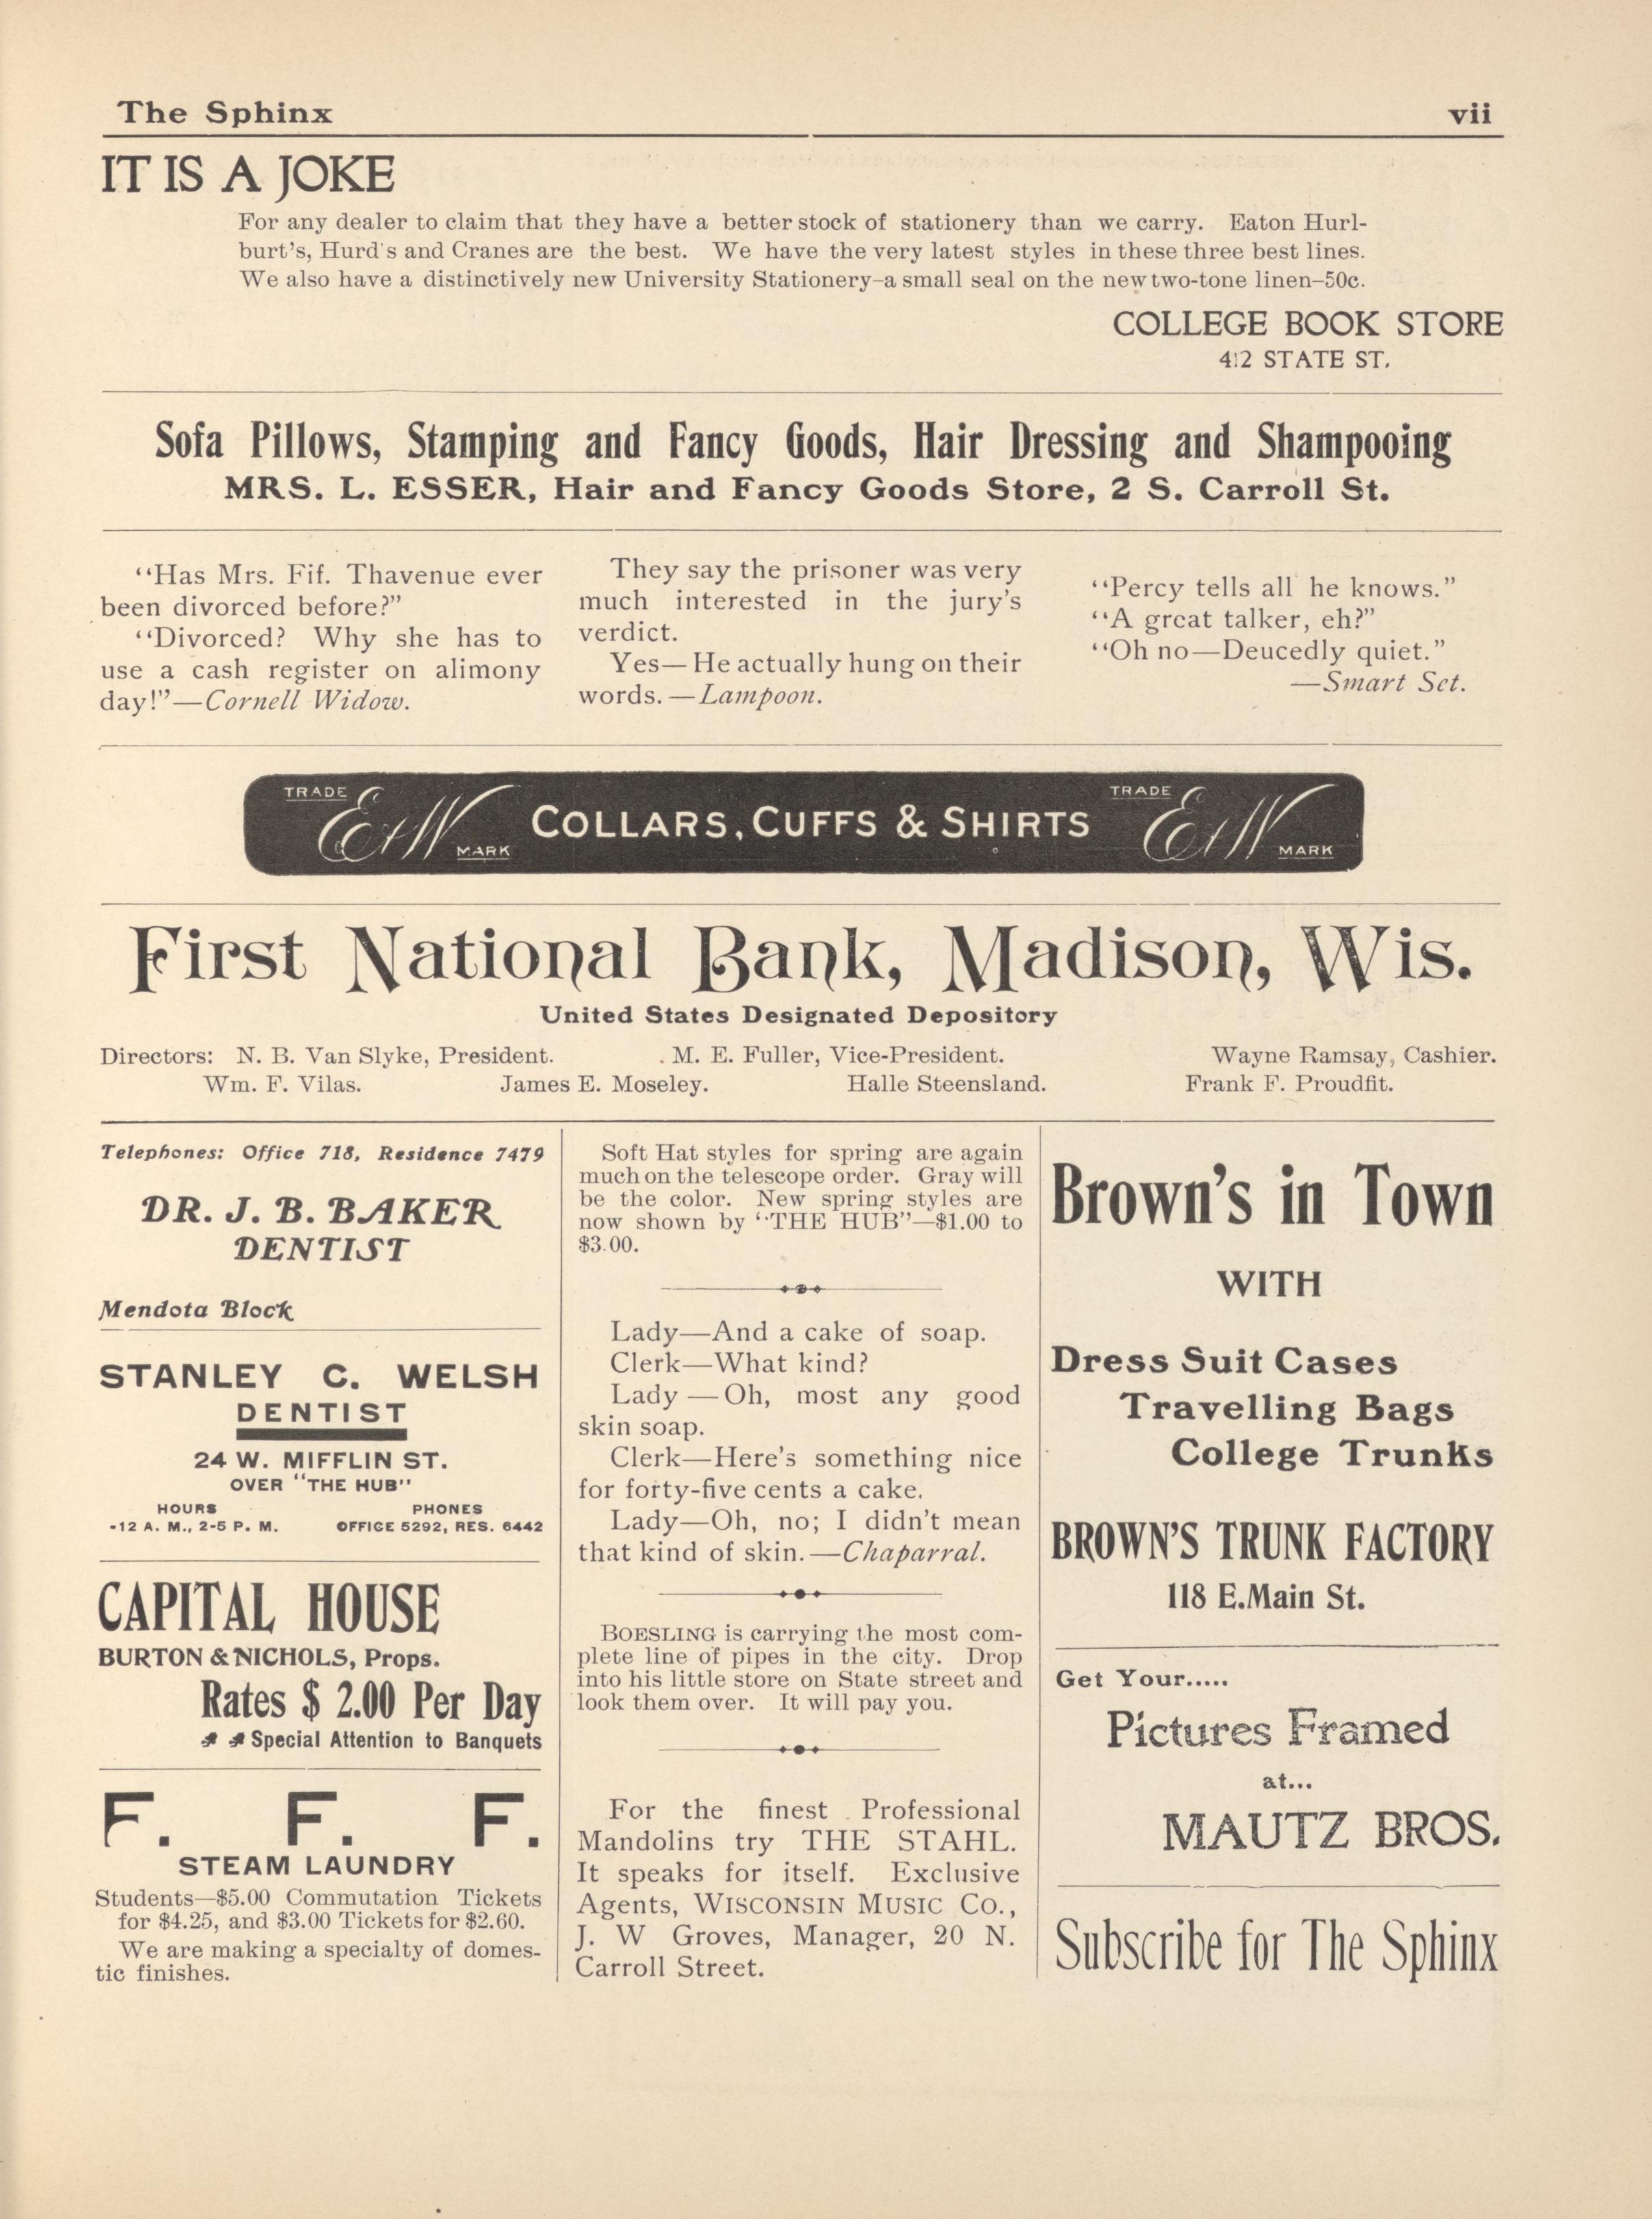 The Sphinx vii
IT IS A JOKE
For any dealer to claim that they have a better stock of stationery than we carry. Eaton Hurl-
burt's, Hurd's and Cranes are the best. We have the very latest styles in these three best lines.
We also have a distinctively new University Stationery–a small seal on the new two-tone linen–50c.
COLLEGE BOOK STORE
412 STATE ST.
Sofa Pillows, Stamping and Fancy Goods, Hair Dressing and Shampooing
MRS. L. ESSER, Hair and Fancy Goods Store, 2 S. Carroll St.
"Has Mrs. Fif. Thavenue ever
been divorced before?"
"Divorced? Why she has to
use a cash register on alimony
day!"—Cornell Widow.
They say the prisoner was very
much interested in the jury's
verdict.
Yes—He actually hung on their
words.—Lampoon.
"Percy tells all he knows."
"A great talker, eh?"
"Oh no—Deucedly quiet."
—Smart Set.
TRADE E & W MARK COLLARS, CUFFS & SHIRTS TRADE E & W MARK
First National Bank, Madison, Wis.
United States Designated Depository
Directors: N. B. Van Slyke, President. M. E. Fuller, Vice-President. Wayne Ramsay, Cashier.
Wm. F. Vilas. James E. Moseley. Halle Steensland. Frank F. Proudfit.
Telephones: Office 718, Residence 7479
DR. J. B. BAKER
DENTIST
Mendota Block
STANLEY C. WELSH
DENTIST
24 W. MIFFLIN ST.
OVER "THE HUB"
HOURS PHONES
-12 A. M., 2-5 P. M. OFFICE 5292, RES. 6442
CAPITAL HOUSE
BURTON & NICHOLS, Props.
Rates $ 2.00 Per Day
Special Attention to Banquets
F. F. F.
STEAM LAUNDRY
Students—$5.00 Commutation Tickets
for $4.25, and $3.00 Tickets for $2.60.
We are making a specialty of domes-
tic finishes.
Soft Hat styles for spring are again
much on the telescope order. Gray will
be the color. New spring styles are
now shown by "THE HUB"—$1.00 to
$3.00.
Lady—And a cake of soap.
Clerk—What kind?
Lady—Oh, most any good
skin soap.
Clerk—Here's something nice
for forty-five cents a cake.
Lady—Oh, no; I didn't mean
that kind of skin.—Chaparral.
BOESLING is carrying the most com-
plete line of pipes in the city. Drop
into his little store on State street and
look them over. It will pay you.
For the finest Professional
Mandolins try THE STAHL.
It speaks for itself. Exclusive
Agents, WISCONSIN MUSIC CO.,
J. W Groves, Manager, 20 N.
Carroll Street.
Brown's in Town
WITH
Dress Suit Cases
Travelling Bags
College Trunks
BROWN'S TRUNK FACTORY
118 E.Main St.
Get Your.....
Pictures Framed
at...
MAUTZ BROS.
Subscribe for The Sphinx